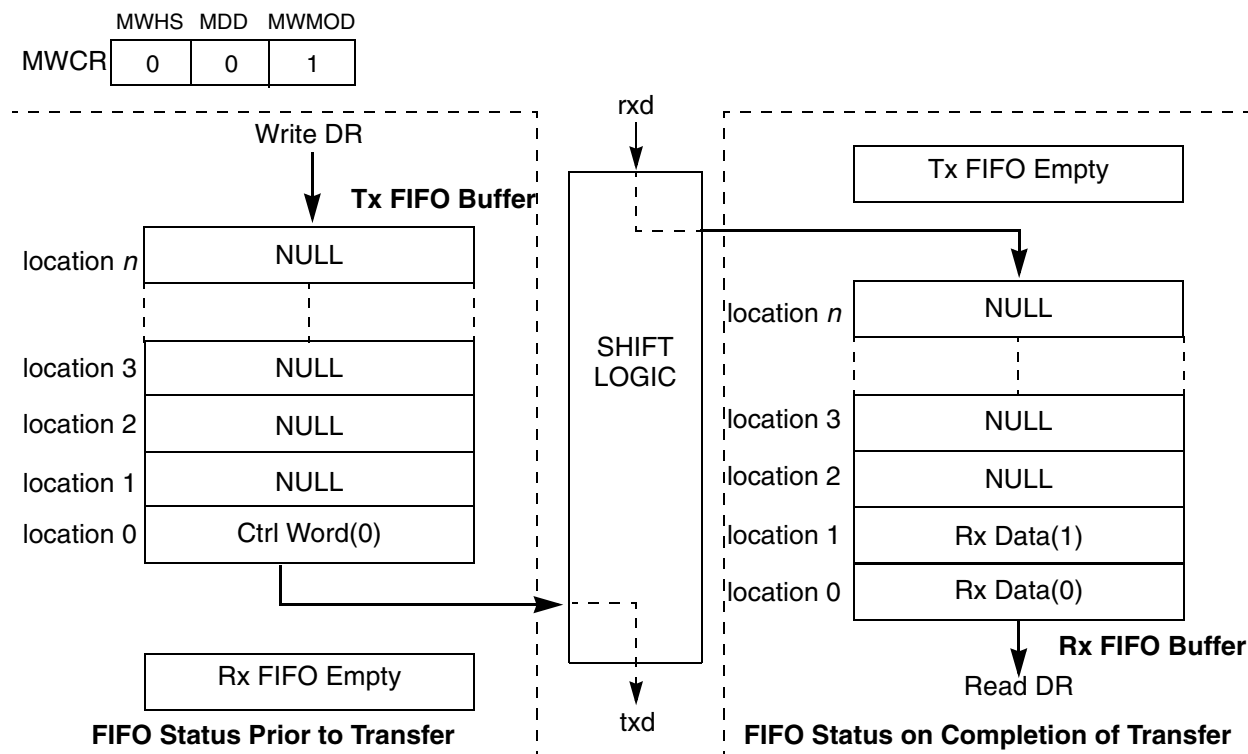 MWHS MDD MWMOD
MWCR 0 0 1
Write DR
Tx FIFO Buffer
location n NULL
location 3 NULL
location 2 NULL
location 1 NULL
location 0 Ctrl Word(0)
Rx FIFO Empty
FIFO Status Prior to Transfer
rxd
SHIFT
LOGIC
txd
Tx FIFO Empty
location n NULL
location 3 NULL
location 2 NULL
location 1 Rx Data(1)
location 0 Rx Data(0)
Rx FIFO Buffer
Read DR
FIFO Status on Completion of Transfer